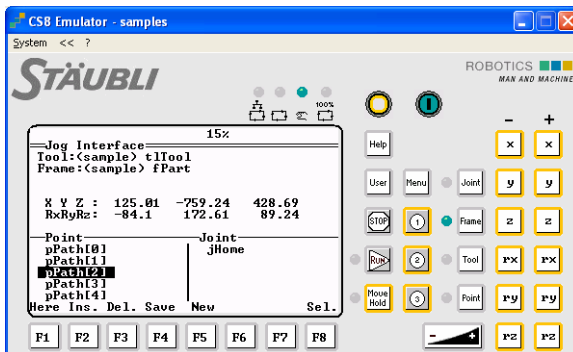 CS8 Emulator - samples
System << ?
STÄUBLI
ROBOTICS
MAN AND MACHINE
100%
15%
Jog Interface
Tool:(sample) tlTool
Frame:(sample) fPart
X Y Z : 125.01 -759.24 428.69
RxRyRz: -84.1 172.61 89.24
Point Joint
pPath[0] jHome
pPath[1]
pPath[2]
pPath[3]
pPath[4]
Here Ins. Del. Save New Sel.
F1 F2 F3 F4 F5 F6 F7 F8
- +
Help x x
User Menu Joint y y
STOP 1 Frame z z
RUN 2 Tool rx rx
Move Hold 3 Point ry ry
- + rz rz